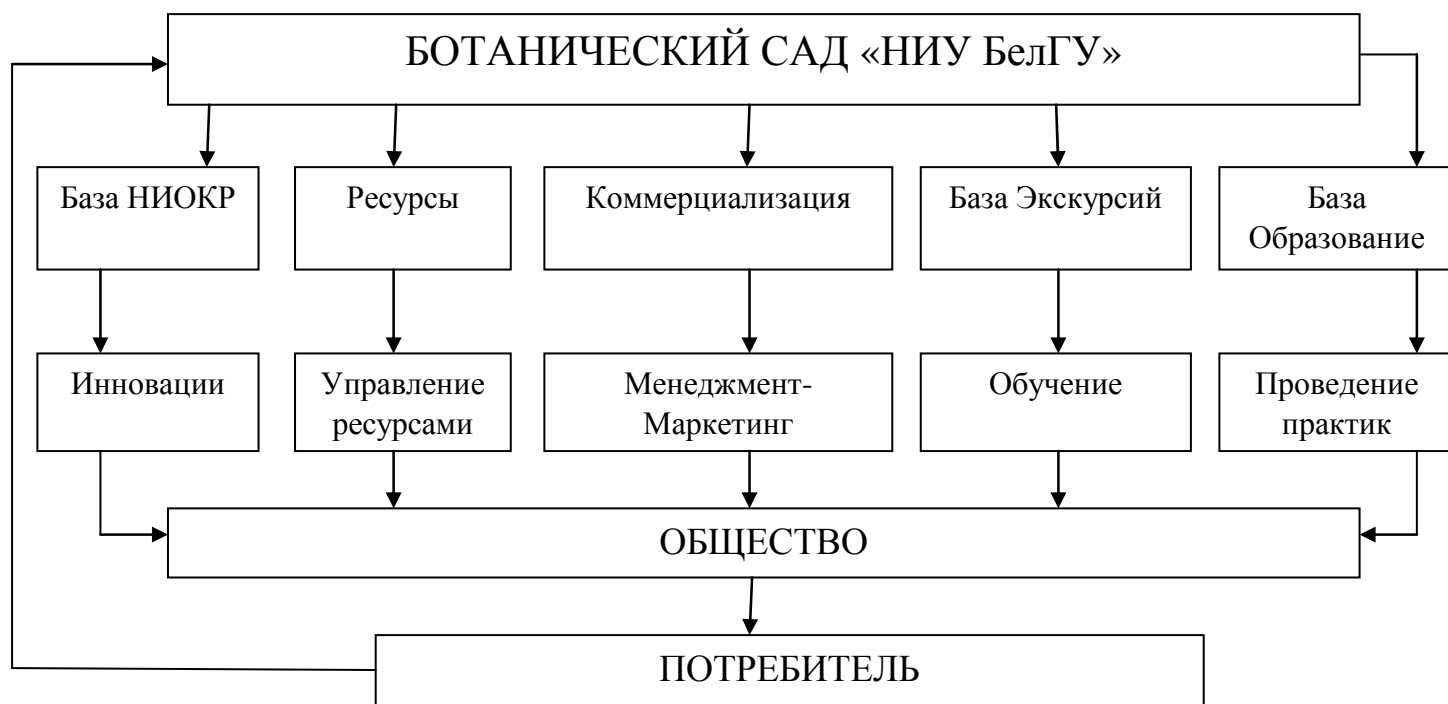 БОТАНИЧЕСКИЙ САД «НИУ БелГУ»
База НИОКР
Ресурсы
Коммерциализация
База Экскурсий
База
Образование
Инновации
Управление
ресурсами
Менеджмент-
Маркетинг
Обучение
Проведение
практик
ОБЩЕСТВО
ПОТРЕБИТЕЛЬ